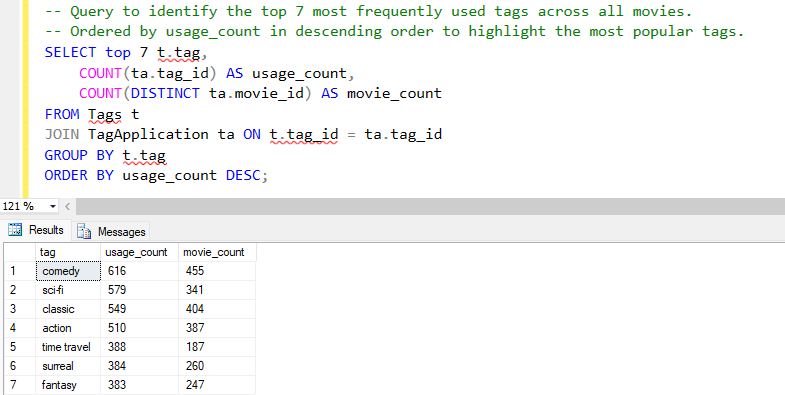 -- Query to identify the top 7 most frequently used tags across all movies.
-- Ordered by usage_count in descending order to highlight the most popular tags.
SELECT top 7 t.tag,
COUNT(ta.tag_id) AS usage_count,
COUNT(DISTINCT ta.movie_id) AS movie_count
FROM Tags t
JOIN TagApplication ta ON t.tag_id = ta.tag_id
GROUP BY t.tag
ORDER BY usage_count DESC;
121 %
Results Messages
tag usage_count movie_count
1 comedy 616 455
2 sci-fi 579 341
3 classic 549 404
4 action 510 387
5 time travel 388 187
6 surreal 384 260
7 fantasy 383 247